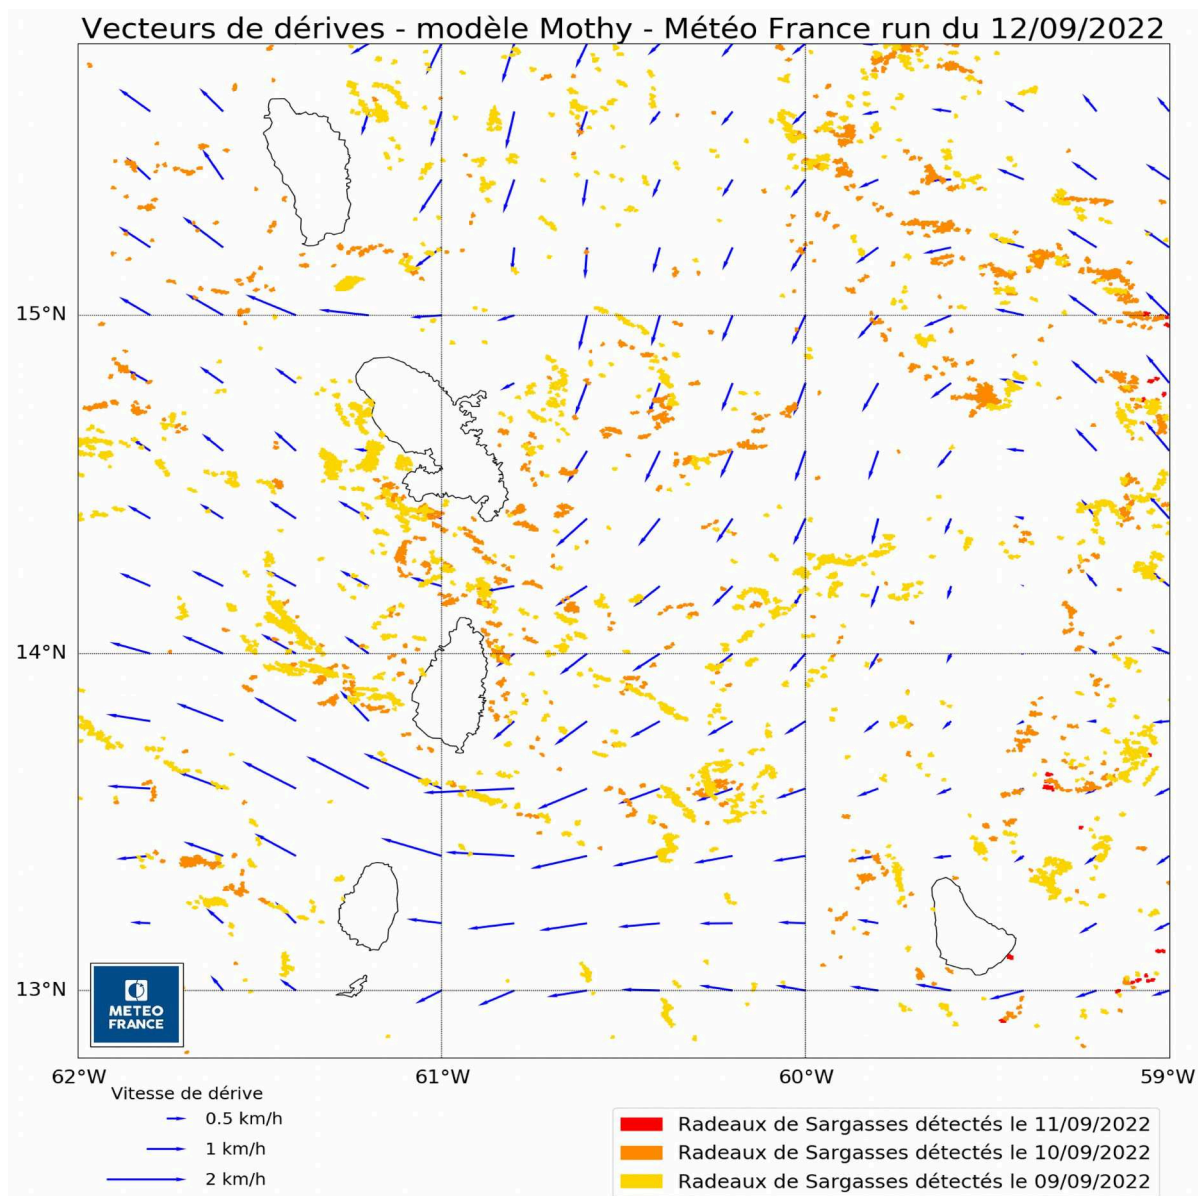 Vecteurs de dérives - modèle Mothy - Météo France run du 12/09/2022
15°N
14°N
13°N
METEO
FRANCE
62°W
61°W
60°W
59°W
Vitesse de dérive
0.5 km/h
1 km/h
2 km/h
Radeaux de Sargasses détectés le 11/09/2022
Radeaux de Sargasses détectés le 10/09/2022
Radeaux de Sargasses détectés le 09/09/2022